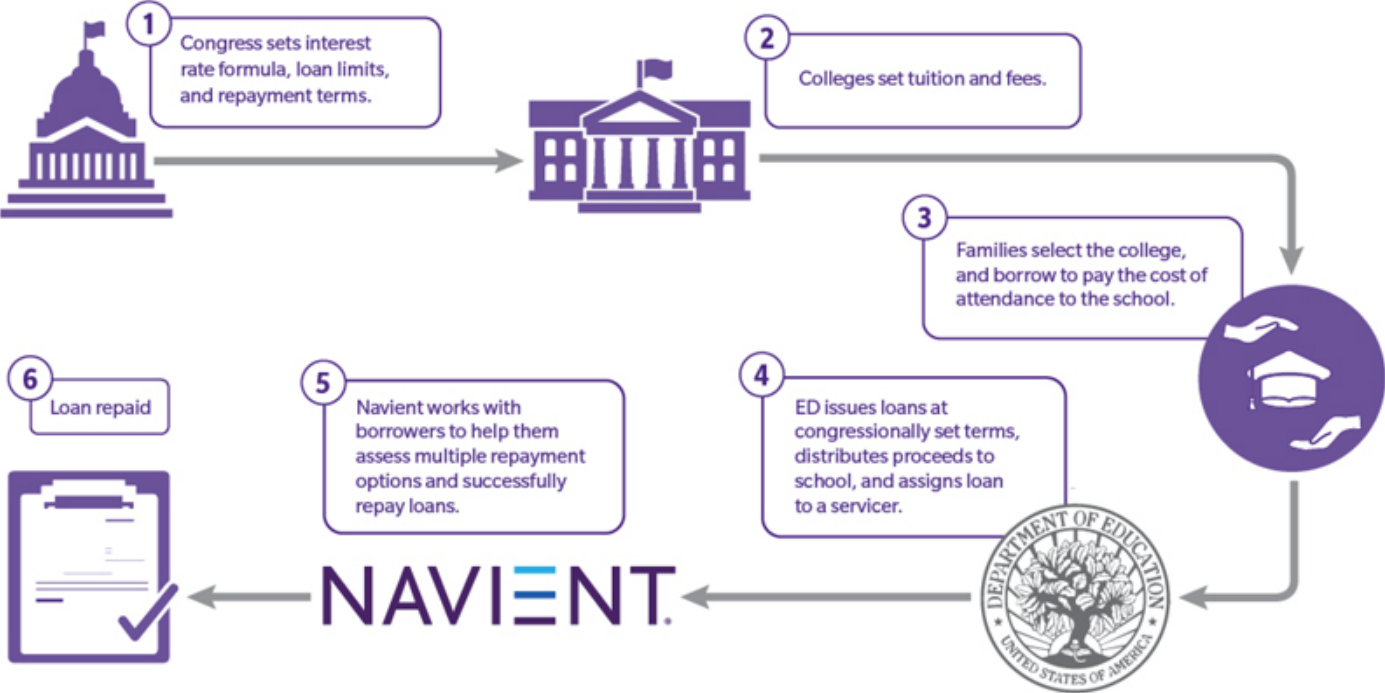 1
Congress sets interest
rate formula, loan limits,
and repayment terms.
2
Colleges set tuition and fees.
3
Families select the college,
and borrow to pay the cost of
attendance to the school.
4
ED issues loans at
congressionally set terms,
distributes proceeds to
school, and assigns loan
to a servicer.
DEPARTMENT OF EDUCATION
UNITED STATES OF AMERICA
5
Navient works with
borrowers to help them
assess multiple repayment
options and successfully
repay loans.
NAVIENT
6
Loan repaid